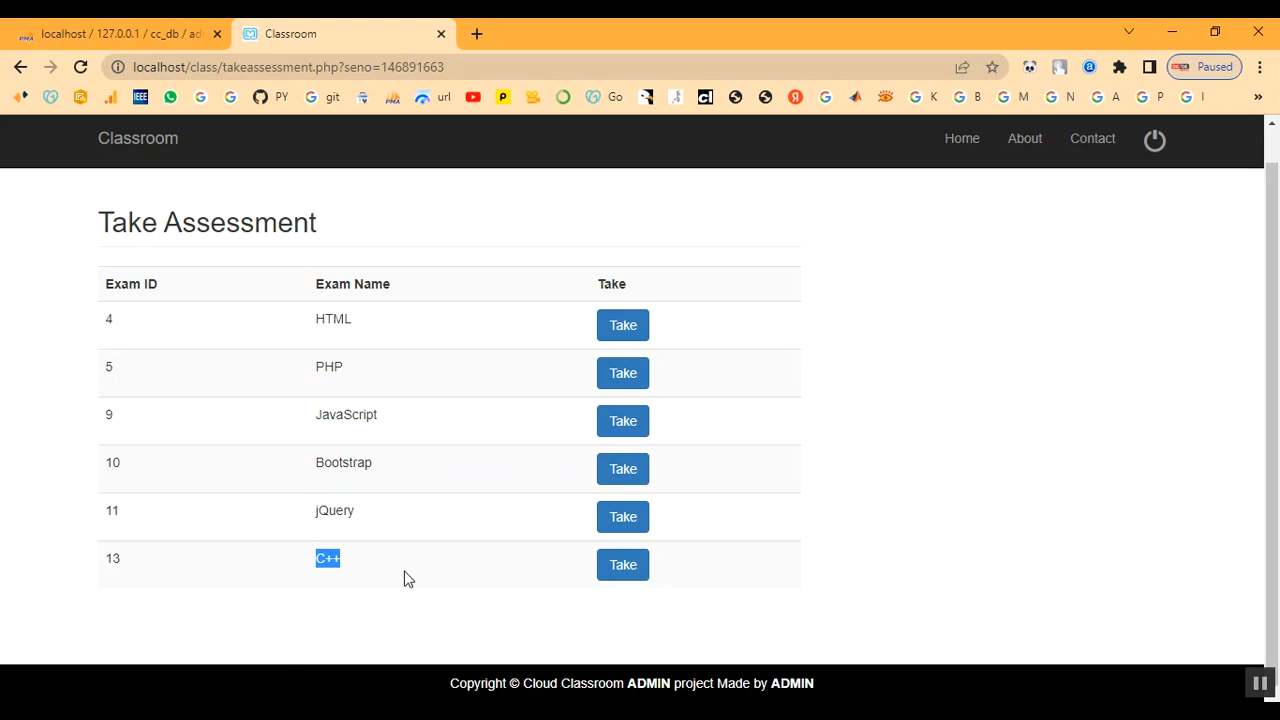 localhost / 127.0.0.1 / cc_db / ad
Classroom
localhost/class/takeassessment.php?seno=146891663
Paused
PY
git
url
Go
K
B
M
N
A
P
I
»
Classroom
Home
About
Contact
Take Assessment
Exam ID
Exam Name
Take
4
HTML
Take
5
PHP
Take
9
JavaScript
Take
10
Bootstrap
Take
11
jQuery
Take
13
C++
Take
Copyright © Cloud Classroom ADMIN project Made by ADMIN